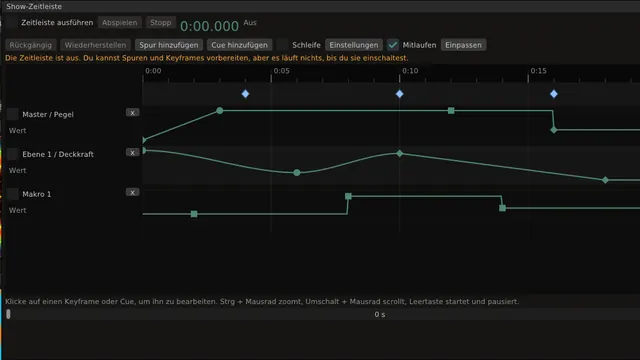 Show-Zeitleiste
Zeitleiste ausführen Abspielen Stopp 0:00.000 Aus
Rückgängig Wiederherstellen Spur hinzufügen Cue hinzufügen Schleife Einstellungen Mitlaufen Einpassen
Die Zeitleiste ist aus. Du kannst Spuren und Keyframes vorbereiten, aber es läuft nichts, bis du sie einschaltest.
0:00 0:05 0:10 0:15
Master / Pegel x
Wert
Ebene 1 / Deckkraft x
Wert
Makro 1 x
Wert
Klicke auf einen Keyframe oder Cue, um ihn zu bearbeiten. Strg + Mausrad zoomt, Umschalt + Mausrad scrollt, Leertaste startet und pausiert.
0 s